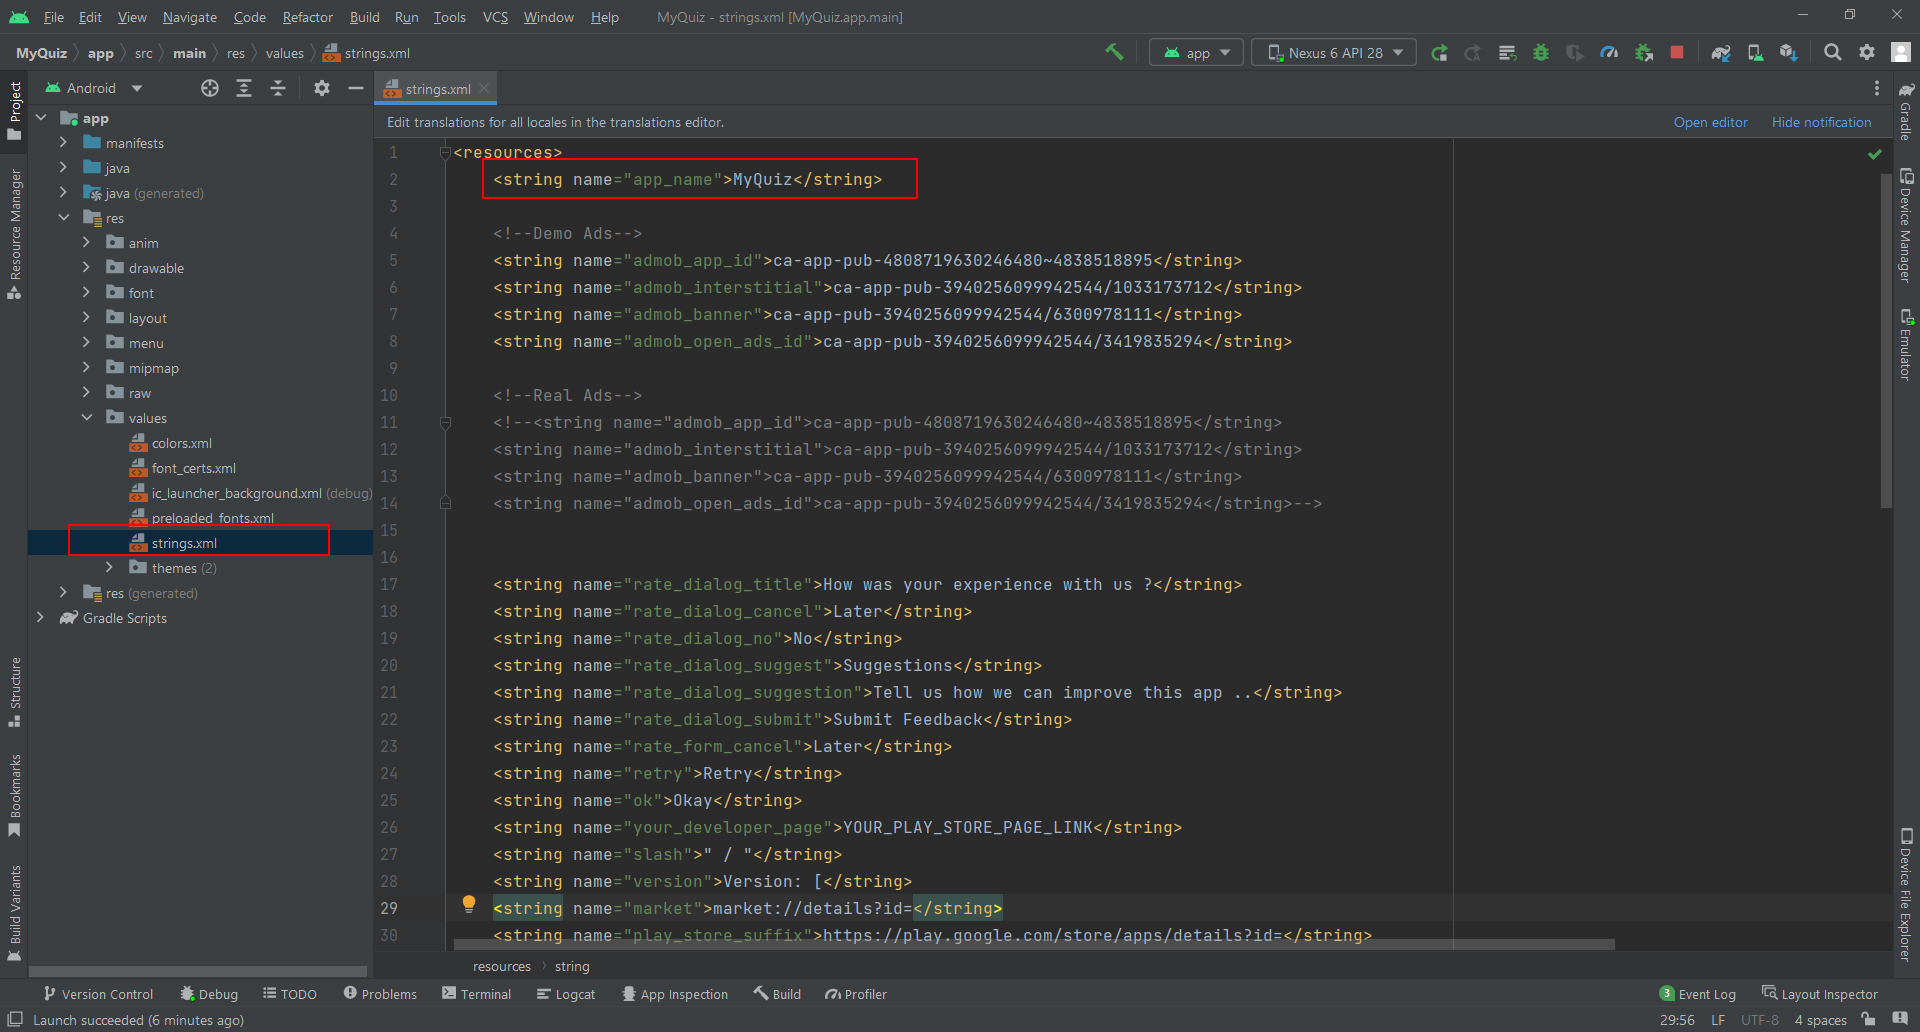 File Edit View Navigate Code Refactor Build Run Tools VCS Window Help MyQuiz - strings.xml [MyQuiz.app.main]
MyQuiz app src main res values strings.xml app Nexus 6 API 28
Project
Resource Manager
Structure
Bookmarks
Build Variants
Android
app
manifests
java
java (generated)
res
anim
drawable
font
layout
menu
mipmap
raw
values
colors.xml
font_certs.xml
ic_launcher_background.xml (debug)
preloaded_fonts.xml
strings.xml
themes (2)
res (generated)
Gradle Scripts
strings.xml
Edit translations for all locales in the translations editor. Open editor Hide notification
1 <resources>
2 <string name="app_name">MyQuiz</string>
3
4 <!--Demo Ads-->
5 <string name="admob_app_id">ca-app-pub-4808719630246480~4838518895</string>
6 <string name="admob_interstitial">ca-app-pub-3940256099942544/1033173712</string>
7 <string name="admob_banner">ca-app-pub-3940256099942544/6300978111</string>
8 <string name="admob_open_ads_id">ca-app-pub-3940256099942544/3419835294</string>
9
10 <!--Real Ads-->
11 <!--<string name="admob_app_id">ca-app-pub-4808719630246480~4838518895</string>
12 <string name="admob_interstitial">ca-app-pub-3940256099942544/1033173712</string>
13 <string name="admob_banner">ca-app-pub-3940256099942544/6300978111</string>
14 <string name="admob_open_ads_id">ca-app-pub-3940256099942544/3419835294</string>-->
15
16
17 <string name="rate_dialog_title">How was your experience with us ?</string>
18 <string name="rate_dialog_cancel">Later</string>
19 <string name="rate_dialog_no">No</string>
20 <string name="rate_dialog_suggest">Suggestions</string>
21 <string name="rate_dialog_suggestion">Tell us how we can improve this app ..</string>
22 <string name="rate_dialog_submit">Submit Feedback</string>
23 <string name="rate_form_cancel">Later</string>
24 <string name="retry">Retry</string>
25 <string name="ok">Okay</string>
26 <string name="your_developer_page">YOUR_PLAY_STORE_PAGE_LINK</string>
27 <string name="slash">" / "</string>
28 <string name="version">Version: [</string>
29 <string name="market">market://details?id=</string>
30 <string name="play_store_suffix">https://play.google.com/store/apps/details?id=</string>
resources string
Gradle
Device Manager
Emulator
Device File Explorer
Version Control Debug TODO Problems Terminal Logcat App Inspection Build Profiler 3 Event Log Layout Inspector
Launch succeeded (6 minutes ago) 29:56 LF UTF-8 4 spaces